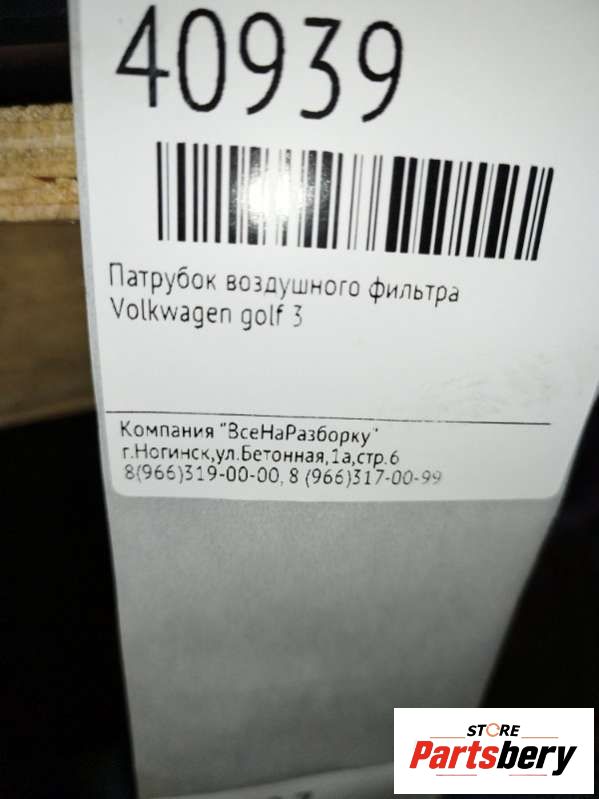 40939
Патрубок воздушного фильтра
Volkwagen golf 3
Компания "ВсеНаРазборку"
г.Ногинск,ул.Бетонная,1а,стр.6
8(966)319-00-00, 8 (966)317-00-99
STORE
Partsbery